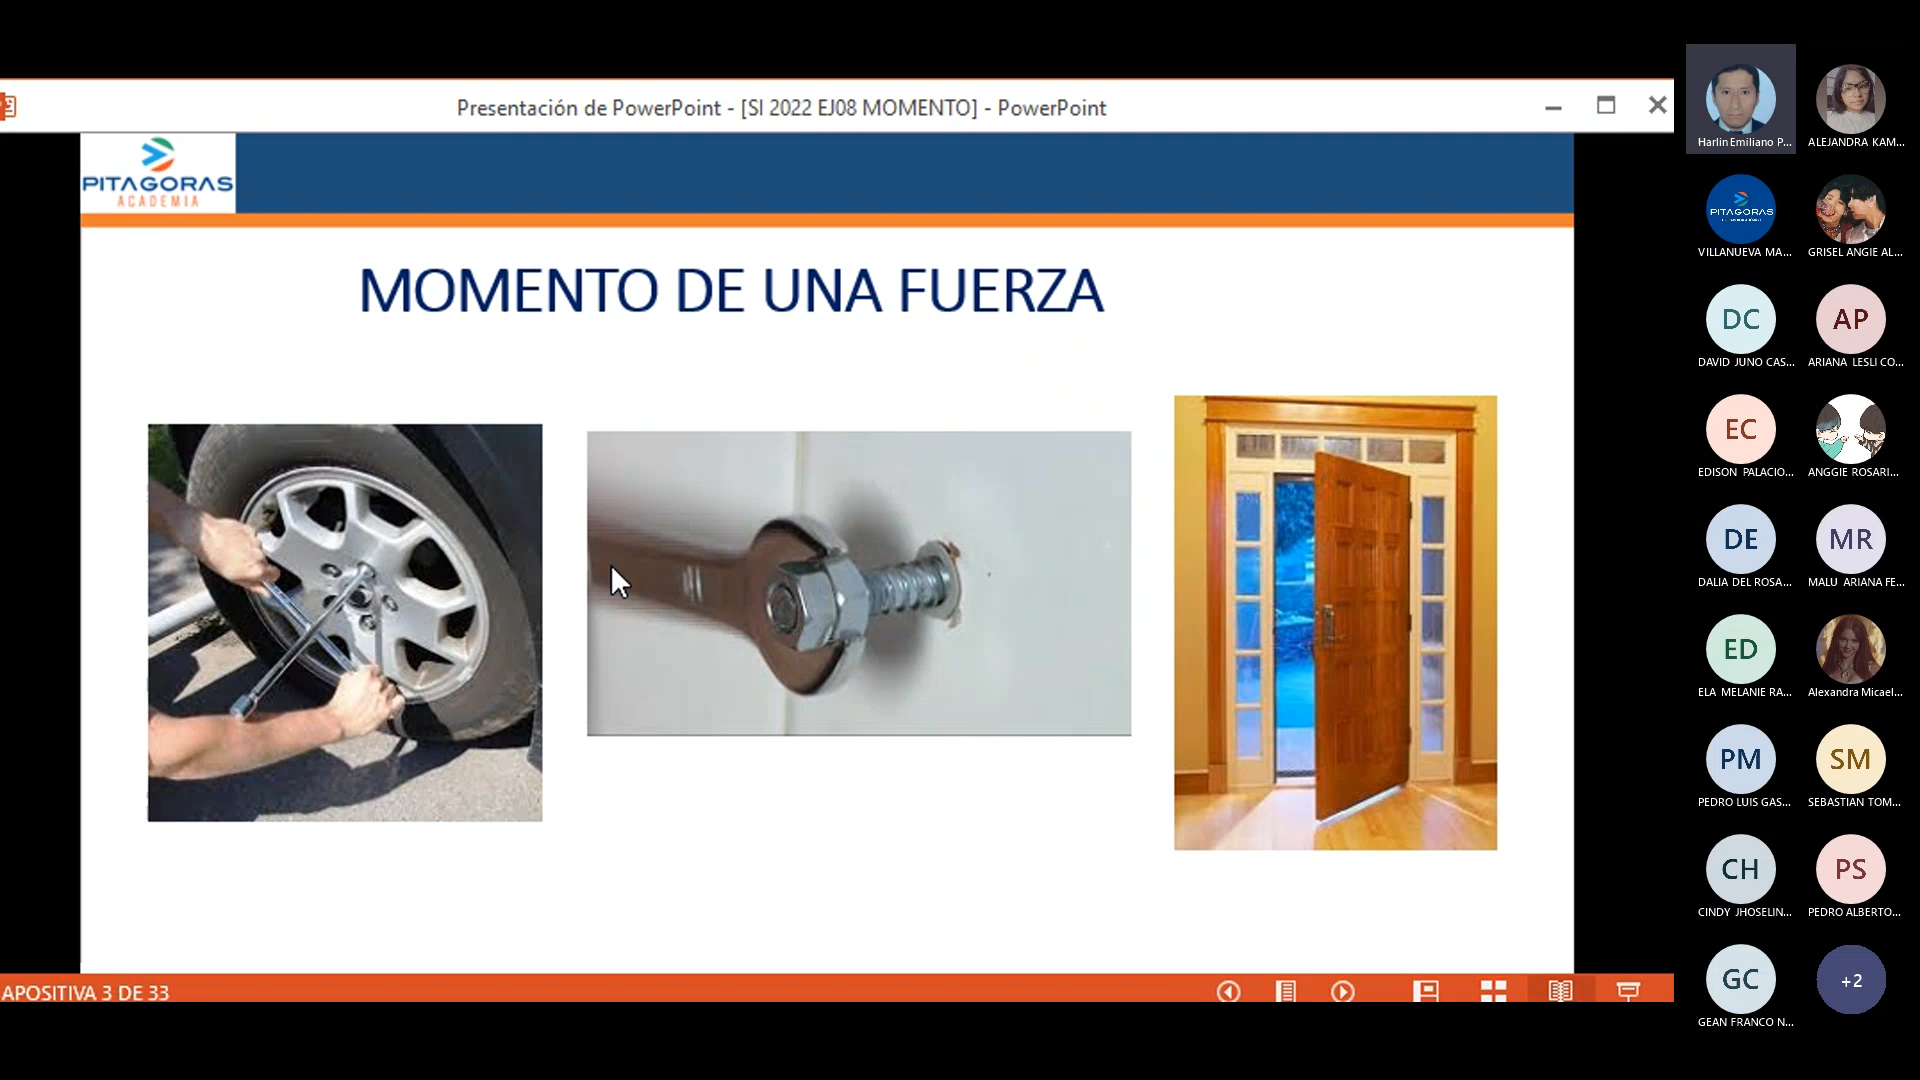 Presentación de PowerPoint - [SI 2022 EJ08 MOMENTO] - PowerPoint
PITAGORAS
ACADEMIA
MOMENTO DE UNA FUERZA
APOSITIVA 3 DE 33
Harlin Emiliano P...
ALEJANDRA KAM...
PITAGORAS
VILLANUEVA MA...
GRISEL ANGIE AL...
DC
AP
DAVID JUNO CAS...
ARIANA LESLI CO...
EC
EDISON PALACIO...
ANGGIE ROSARI...
DE
MR
DALIA DEL ROSA...
MALU ARIANA FE...
ED
ELA MELANIE RA...
Alexandra Micael...
PM
SM
PEDRO LUIS GAS...
SEBASTIAN TOM...
CH
PS
CINDY JHOSELIN...
PEDRO ALBERTO...
GC
+2
GEAN FRANCO N...